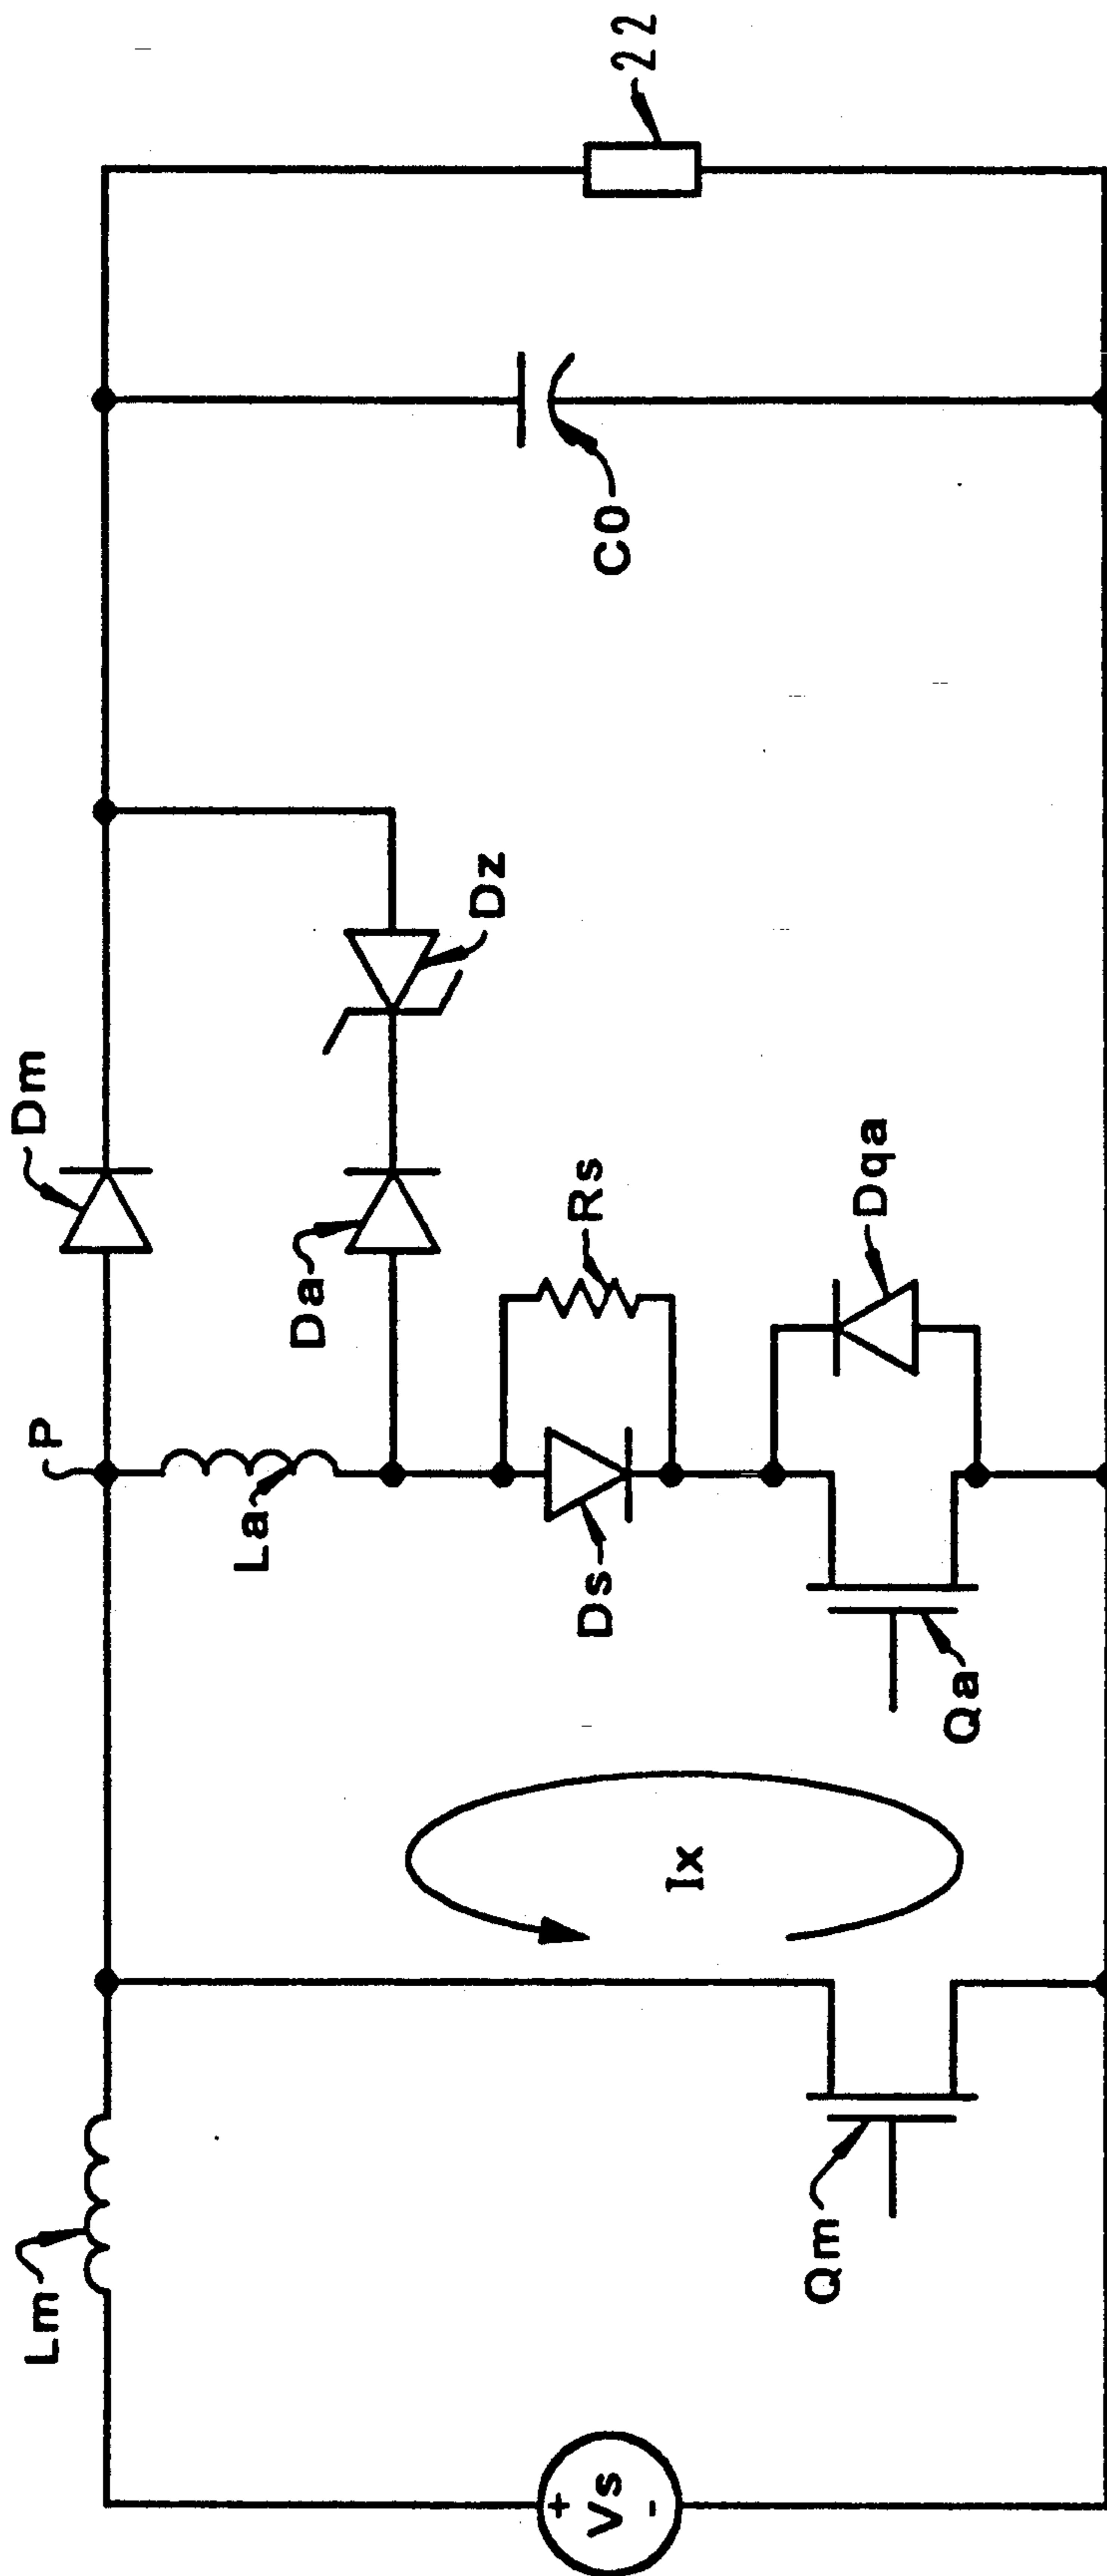 Lm
Vs
+
-
Qm
Ix
P
La
Ds
Qa
Dm
Da
Rs
Dqa
Dz
C0
22